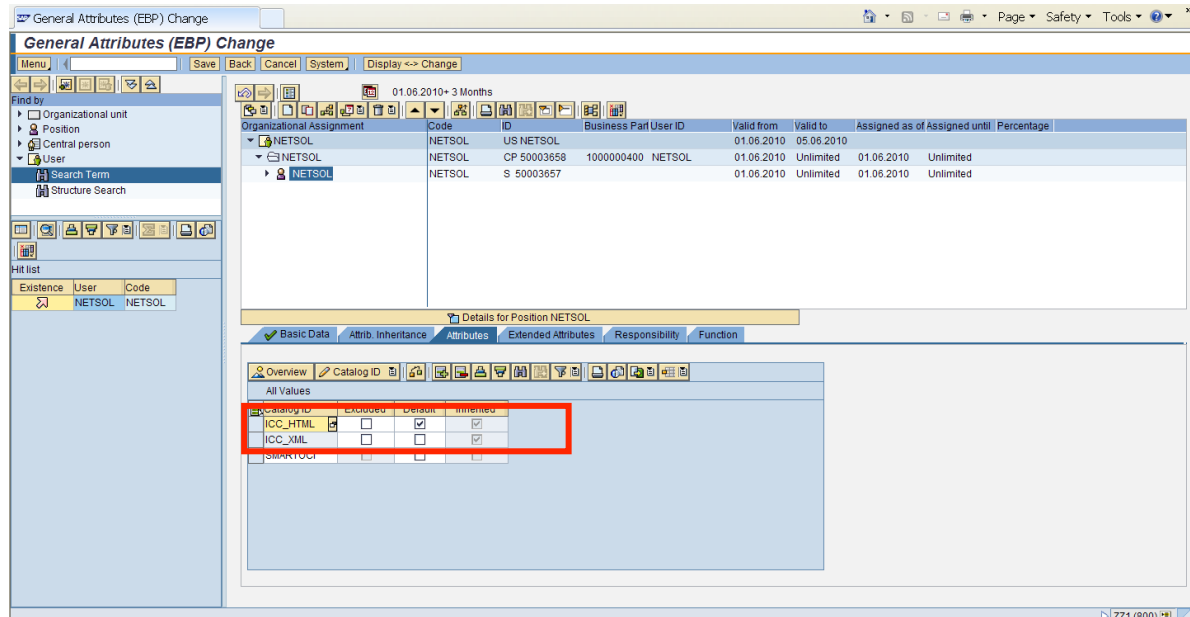 General Attributes (EBP) Change
Page Safety Tools
General Attributes (EBP) Change
Menu Save Back Cancel System Display <-> Change
Find by
Organizational unit
Position
Central person
User
Search Term
Structure Search
Hit list
Existence User Code
NETSOL NETSOL
01.06.2010+ 3 Months
Organizational Assignment Code ID Business Part User ID Valid from Valid to Assigned as of Assigned until Percentage
NETSOL NETSOL US NETSOL 01.06.2010 05.06.2010
NETSOL NETSOL CP 50003658 1000000400 NETSOL 01.06.2010 Unlimited 01.06.2010 Unlimited
NETSOL NETSOL S 50003657 01.06.2010 Unlimited 01.06.2010 Unlimited
Details for Position NETSOL
Basic Data Attrib. Inheritance Attributes Extended Attributes Responsibility Function
Overview Catalog ID
All Values
Catalog ID Excluded Default Inherited
ICC_HTML
ICC_XML
SMARTOCI
ZZ1 (800)